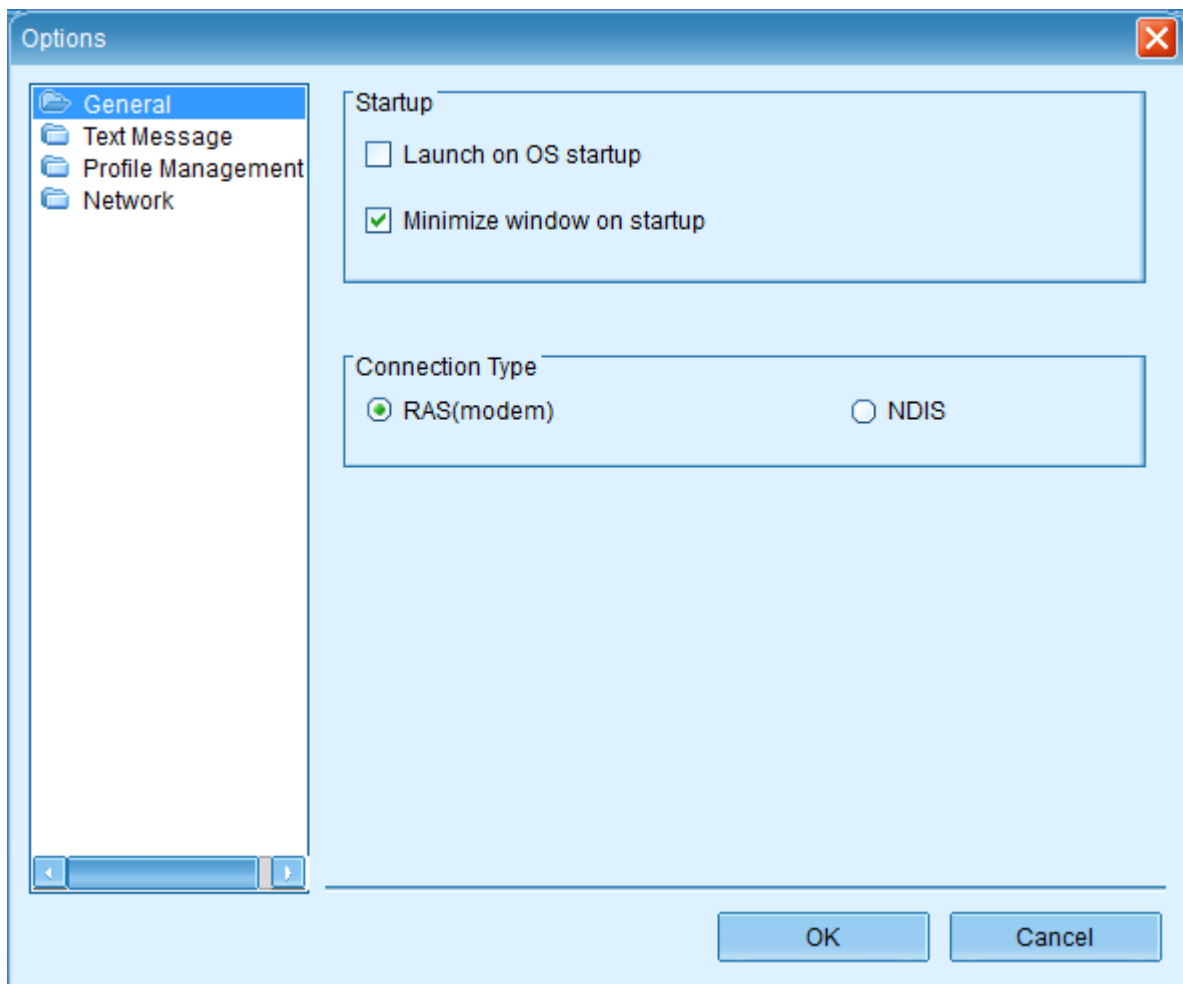 Options
General
Text Message
Profile Management
Network
Startup
Launch on OS startup
Minimize window on startup
Connection Type
RAS(modem) NDIS
OK Cancel